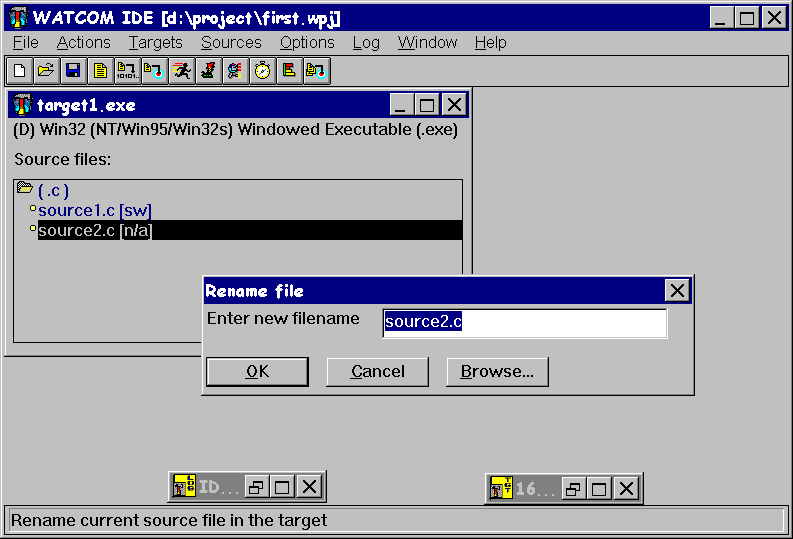 WATCOM IDE [d:\project\first.wpj]
File Actions Targets Sources Options Log Window Help
target1.exe
(D) Win32 (NT/Win95/Win32s) Windowed Executable (.exe)
Source files:
( .c )
source1.c [sw]
source2.c [n/a]
Rename file
Enter new filename source2.c
OK Cancel Browse...
ID...
16...
Rename current source file in the target